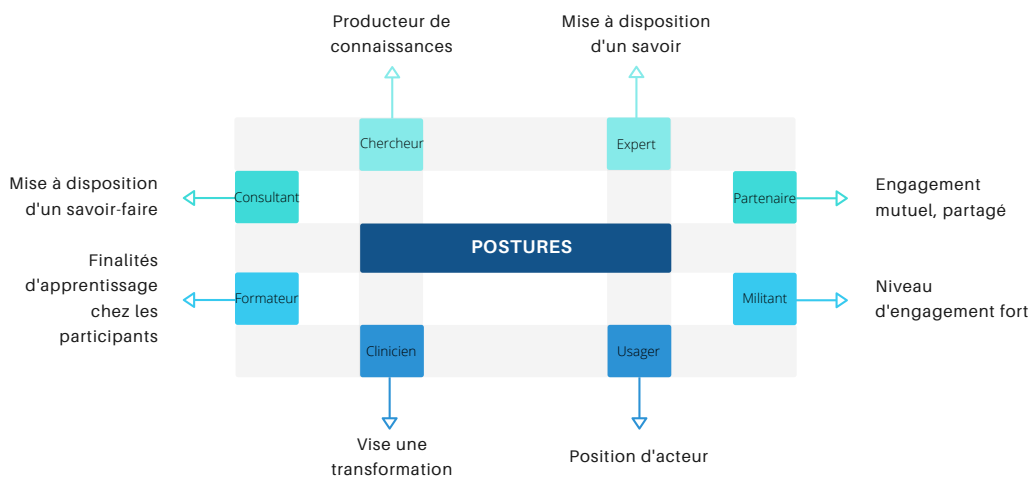 Producteur de
connaissances
Mise à disposition
d'un savoir
Chercheur
Expert
Mise à disposition
d'un savoir-faire
Consultant
Partenaire
Engagement
mutuel, partagé
POSTURES
Finalités
d'apprentissage
chez les
participants
Formateur
Militant
Niveau
d'engagement fort
Clinicien
Usager
Vise une
transformation
Position d'acteur